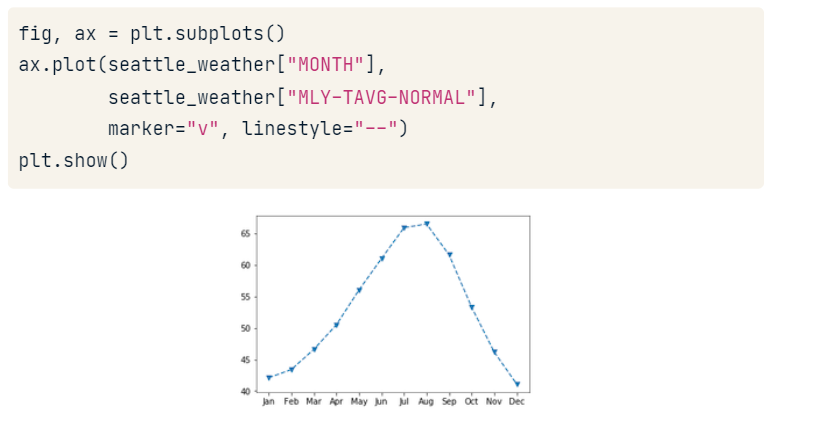 fig, ax = plt.subplots()
ax.plot(seattle_weather["MONTH"],
        seattle_weather["MLY-TAVG-NORMAL"],
        marker="v", linestyle="--")
plt.show()
65
60
55
50
45
40
Jan Feb Mar Apr May Jun Jul Aug Sep Oct Nov Dec